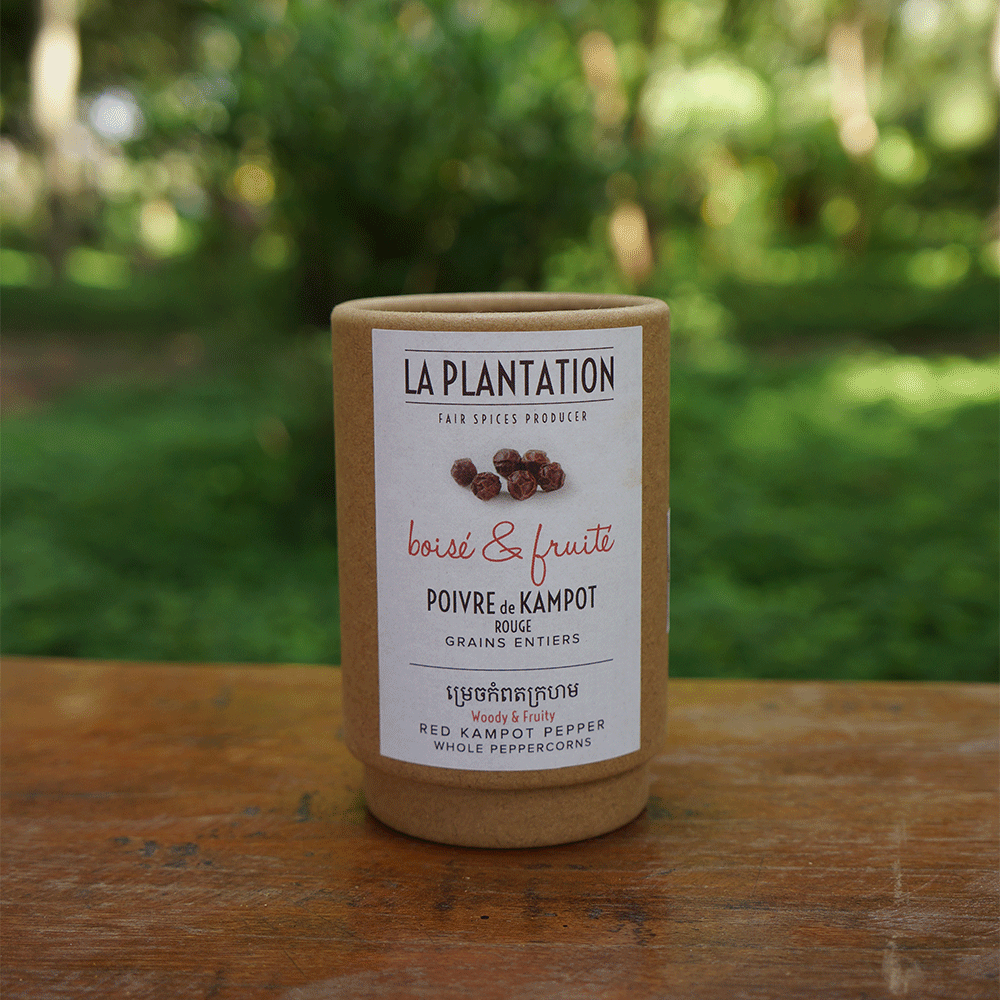 LA PLANTATION
FAIR SPICES PRODUCER
boisé & fruité
POIVRE de KAMPOT
ROUGE
GRAINS ENTIERS
ម្រេចកំពតក្រហម
Woody & Fruity
RED KAMPOT PEPPER
WHOLE PEPPERCORNS